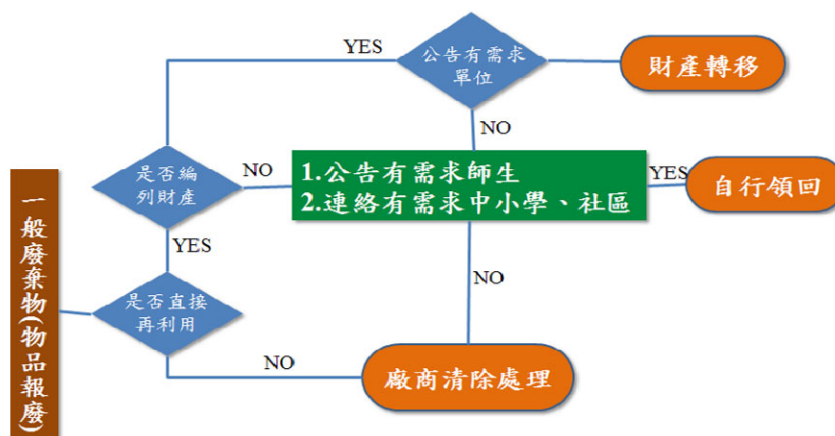 YES
公告有需求
單位
財產轉移
NO
是否編
列財產
NO
1.公告有需求師生
2.連絡有需求中小學、社區
YES
自行領回
一般廢棄物(物品報廢)
YES
NO
是否直接
再利用
NO
廠商清除處理